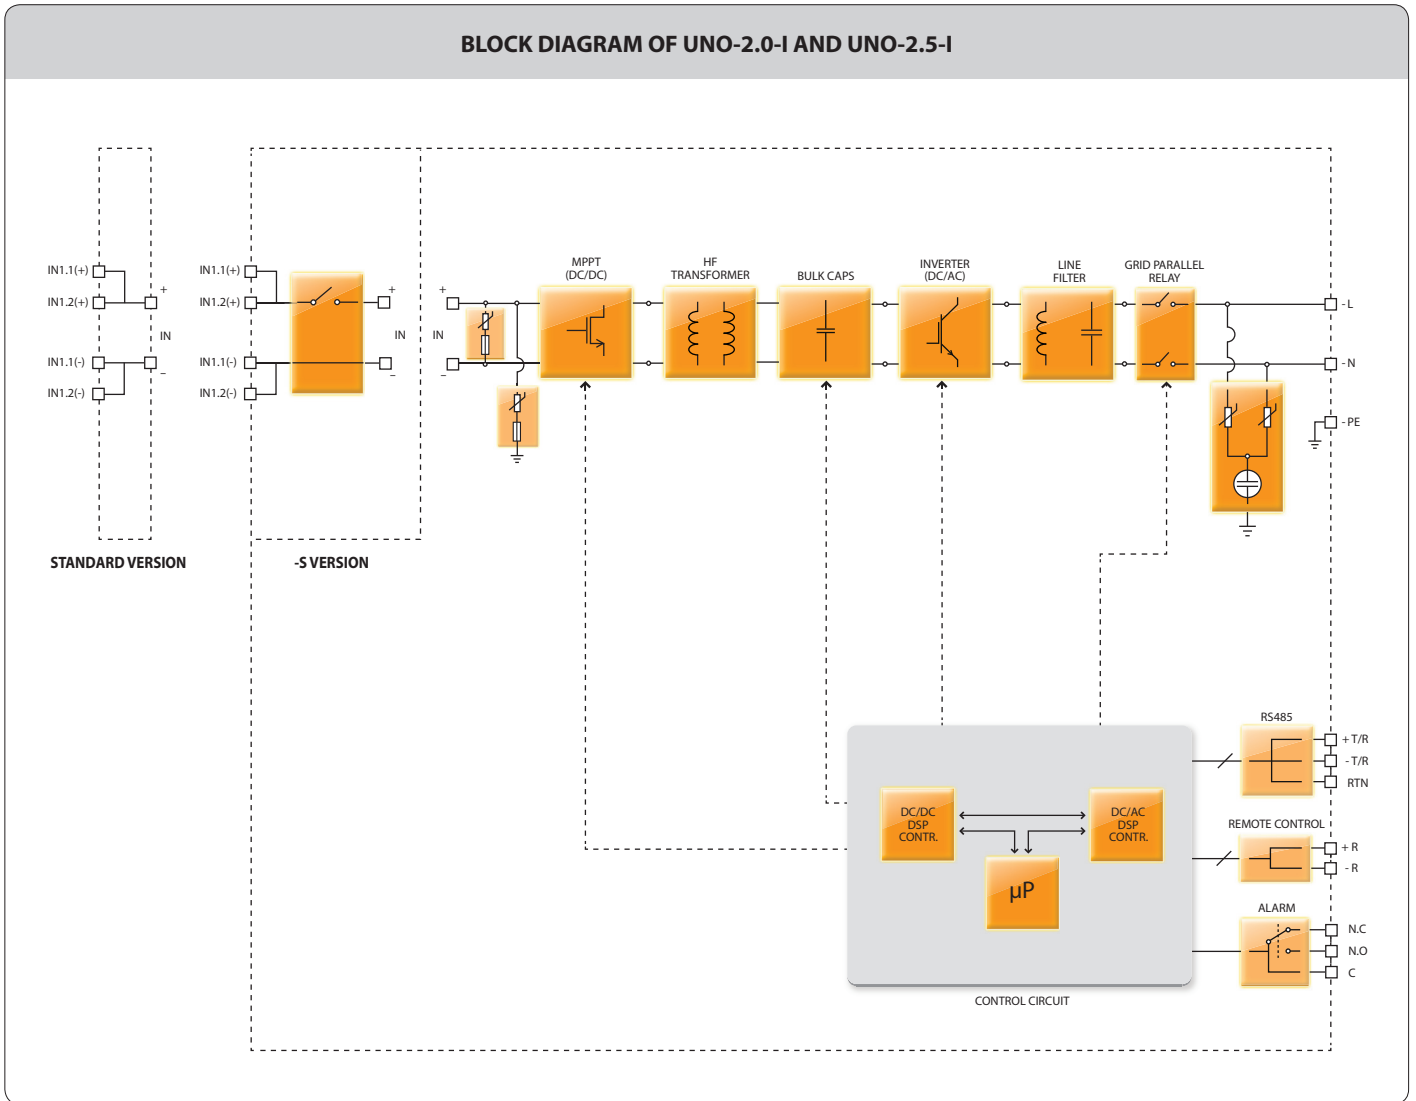 BLOCK DIAGRAM OF UNO-2.0-I AND UNO-2.5-I
IN1.1(+)
IN1.2(+)
IN1.1(-)
IN1.2(-)
+
IN
–
STANDARD VERSION
IN1.1(+)
IN1.2(+)
IN1.1(-)
IN1.2(-)
+
IN
–
-S VERSION
+
IN
–
MPPT
(DC/DC)
HF
TRANSFORMER
BULK CAPS
INVERTER
(DC/AC)
LINE
FILTER
GRID PARALLEL
RELAY
- L
- N
- PE
DC/DC
DSP
CONTR.
DC/AC
DSP
CONTR.
µP
CONTROL CIRCUIT
RS485
+ T/R
- T/R
RTN
REMOTE CONTROL
+ R
- R
ALARM
N.C
N.O
C